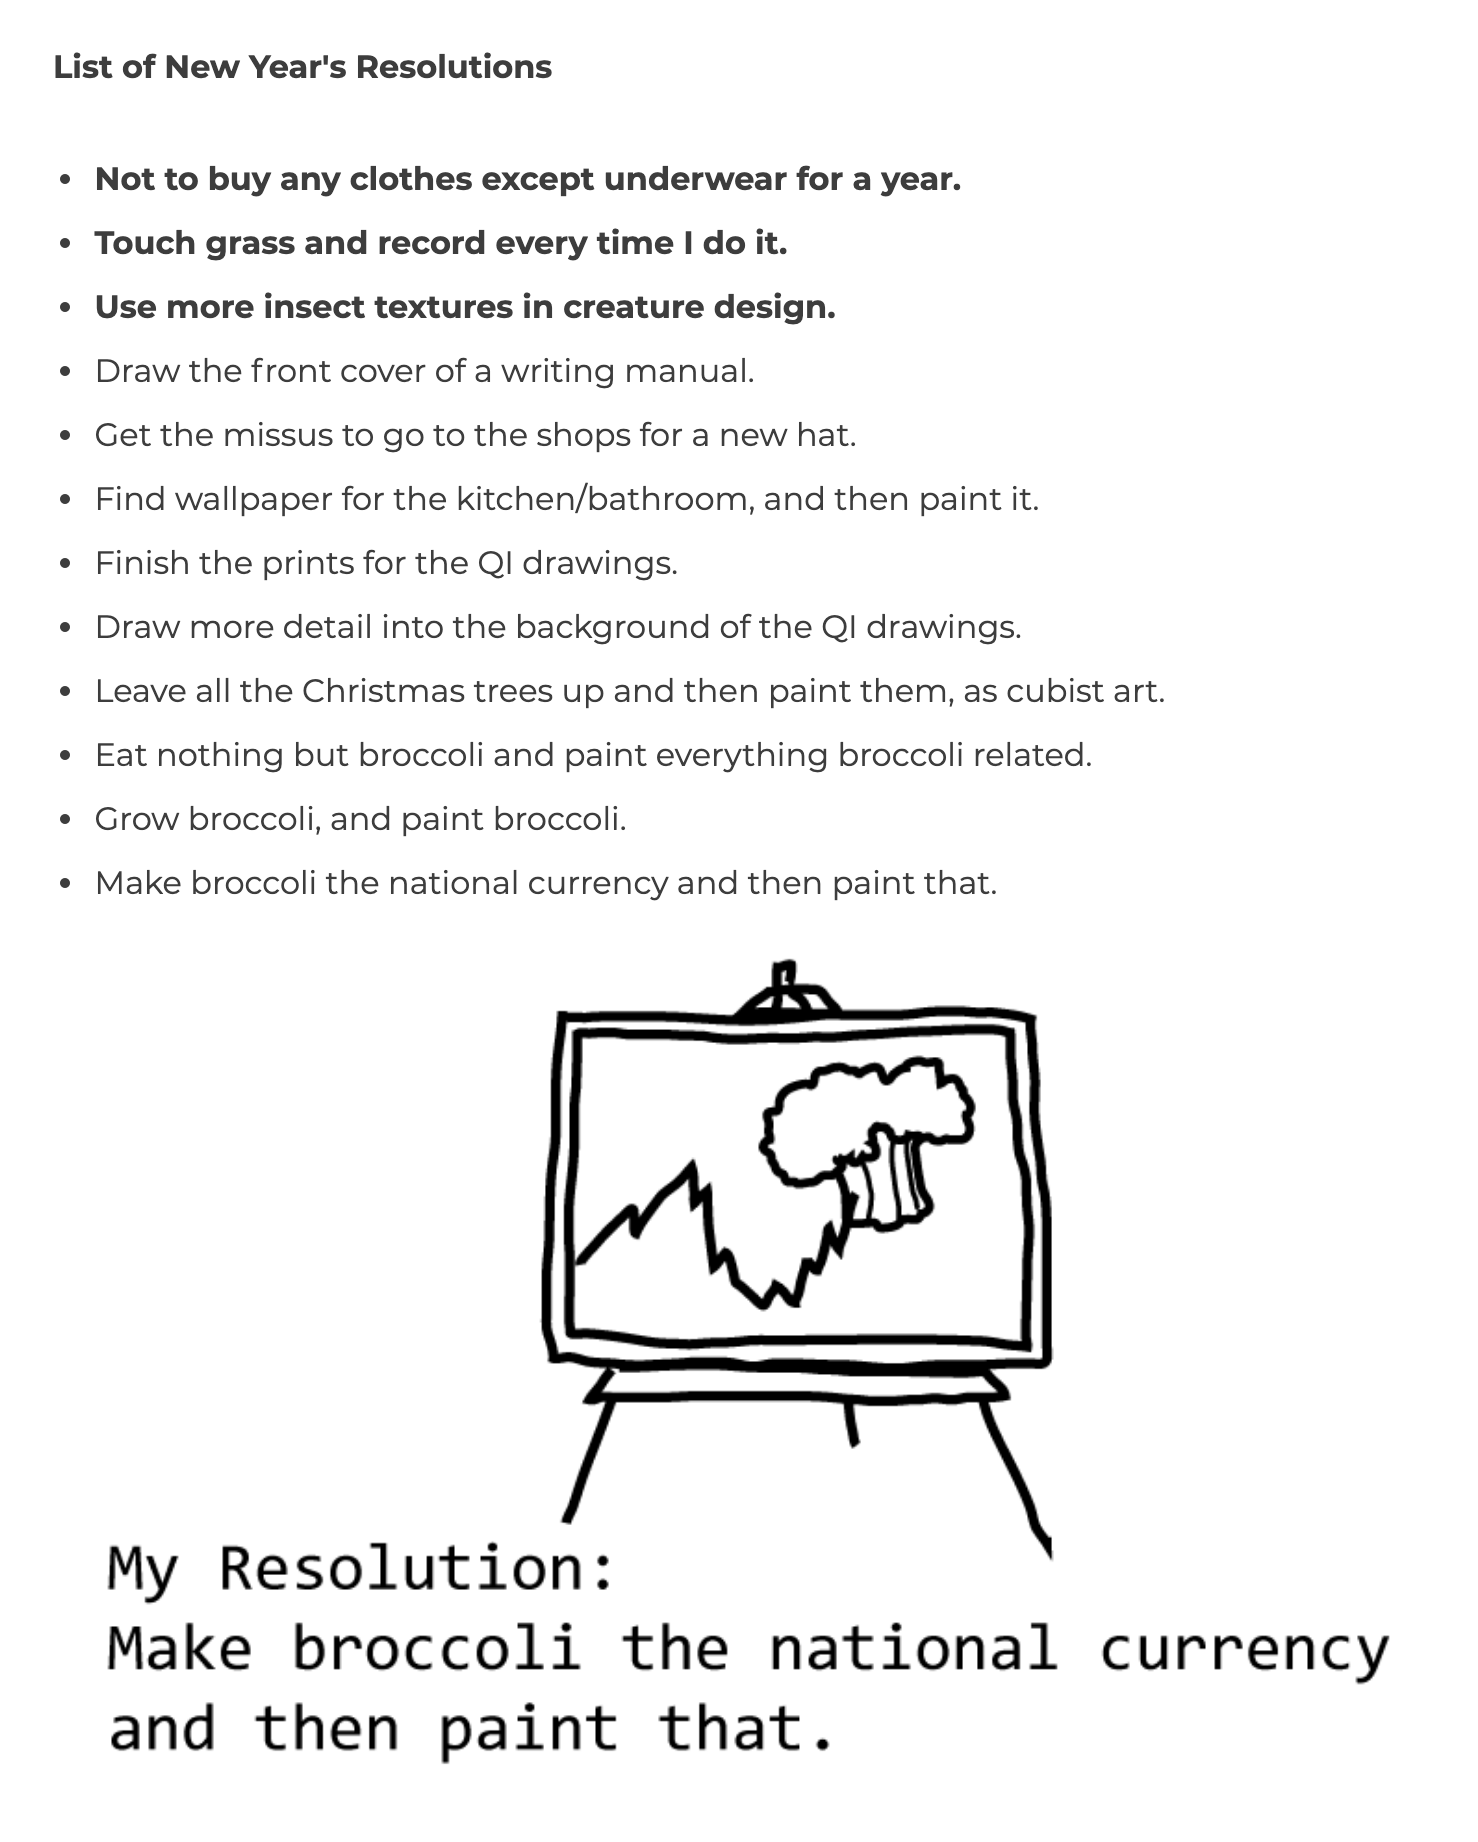 List of New Year's Resolutions
• Not to buy any clothes except underwear for a year.
• Touch grass and record every time I do it.
• Use more insect textures in creature design.
• Draw the front cover of a writing manual.
• Get the missus to go to the shops for a new hat.
• Find wallpaper for the kitchen/bathroom, and then paint it.
• Finish the prints for the QI drawings.
• Draw more detail into the background of the QI drawings.
• Leave all the Christmas trees up and then paint them, as cubist art.
• Eat nothing but broccoli and paint everything broccoli related.
• Grow broccoli, and paint broccoli.
• Make broccoli the national currency and then paint that.
My Resolution:
Make broccoli the national currency
and then paint that.